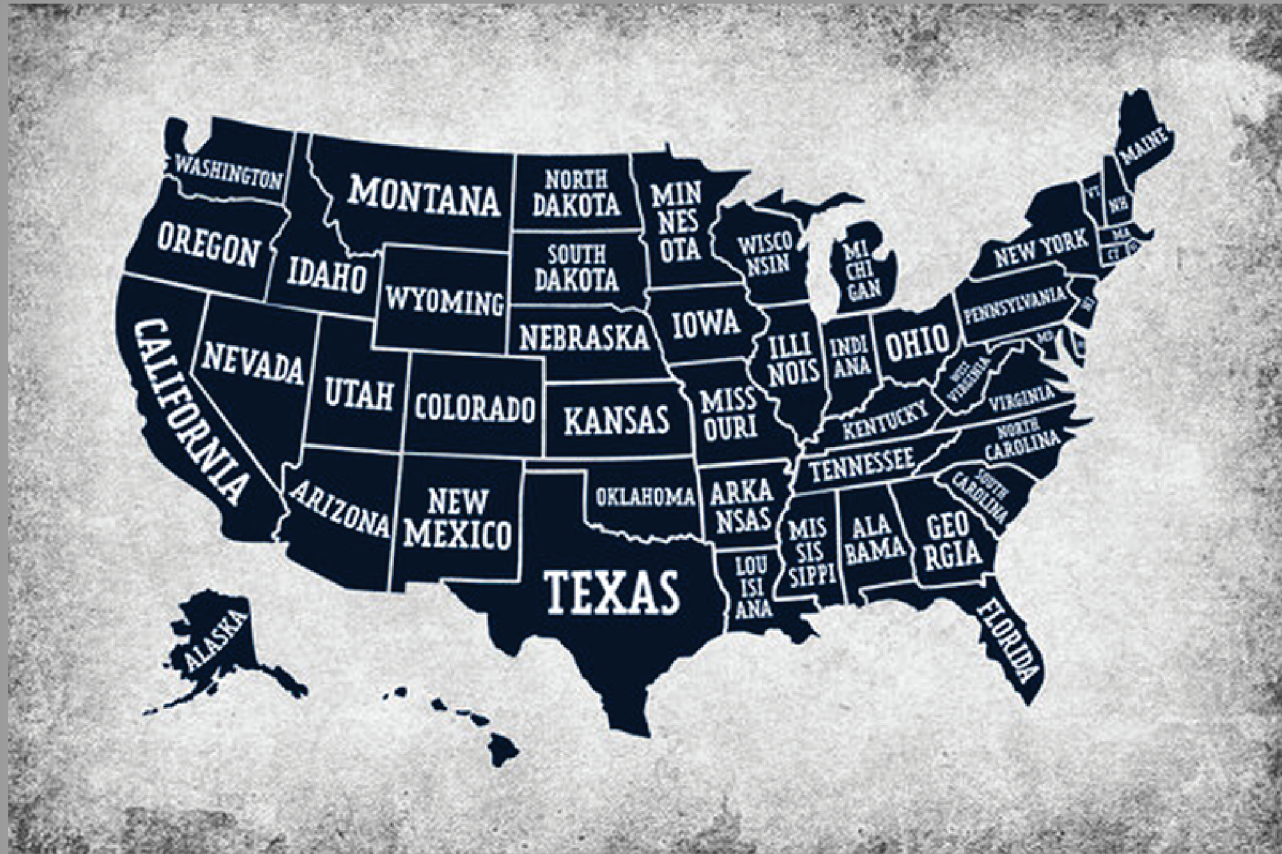 WASHINGTON
MONTANA
NORTH
DAKOTA
MIN
NES
OTA
MAINE
VT
NH
OREGON
IDAHO
SOUTH
DAKOTA
WISCO
NSIN
MI
CHI
GAN
NEW YORK
MA
CT
WYOMING
NEBRASKA
IOWA
PENNSYLVANIA
NJ
CALIFORNIA
NEVADA
UTAH
COLORADO
KANSAS
ILLI
NOIS
INDI
ANA
OHIO
MD
WEST
VIRGINIA
VIRGINIA
MISS
OURI
KENTUCKY
NORTH
CAROLINA
TENNESSEE
ARIZONA
NEW
MEXICO
OKLAHOMA
ARKA
NSAS
SOUTH
CAROLINA
MIS
SIS
SIPPI
ALA
BAMA
GEO
RGIA
TEXAS
LOU
ISI
ANA
FLORIDA
ALASKA